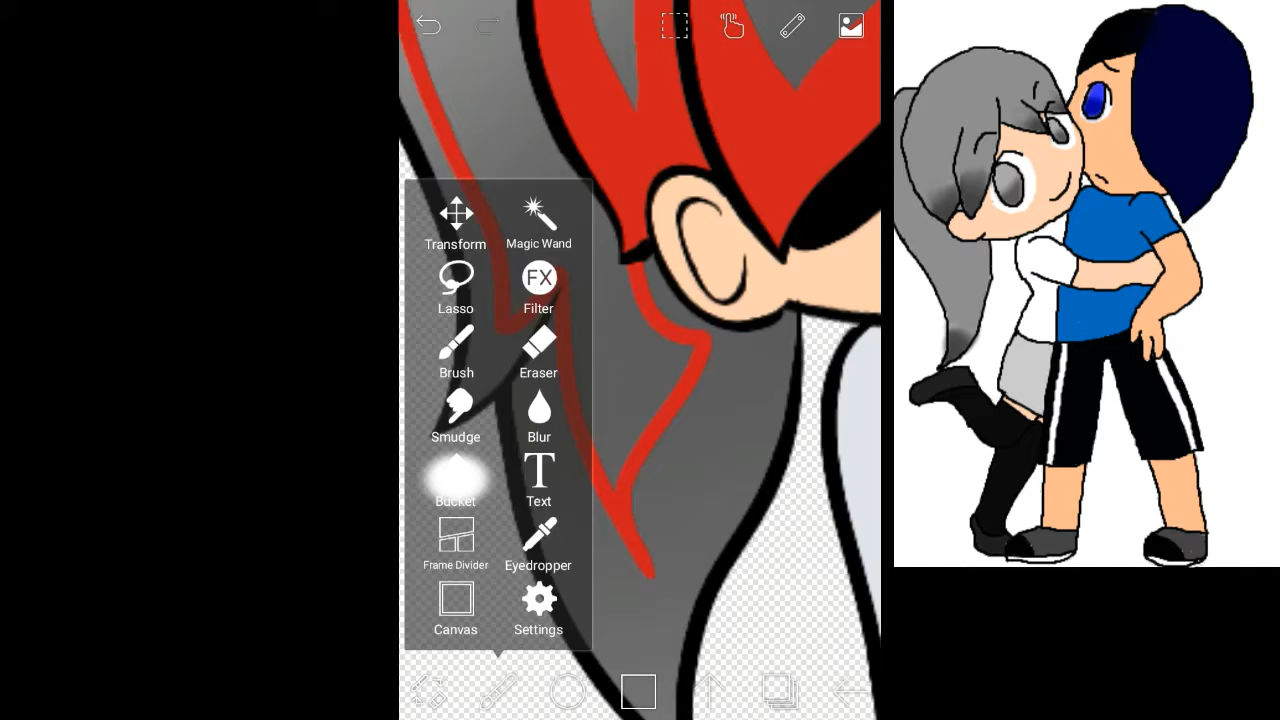 Transform
Magic Wand
Lasso
FX
Filter
Brush
Eraser
Smudge
Blur
Bucket
T
Text
Frame Divider
Eyedropper
Canvas
Settings